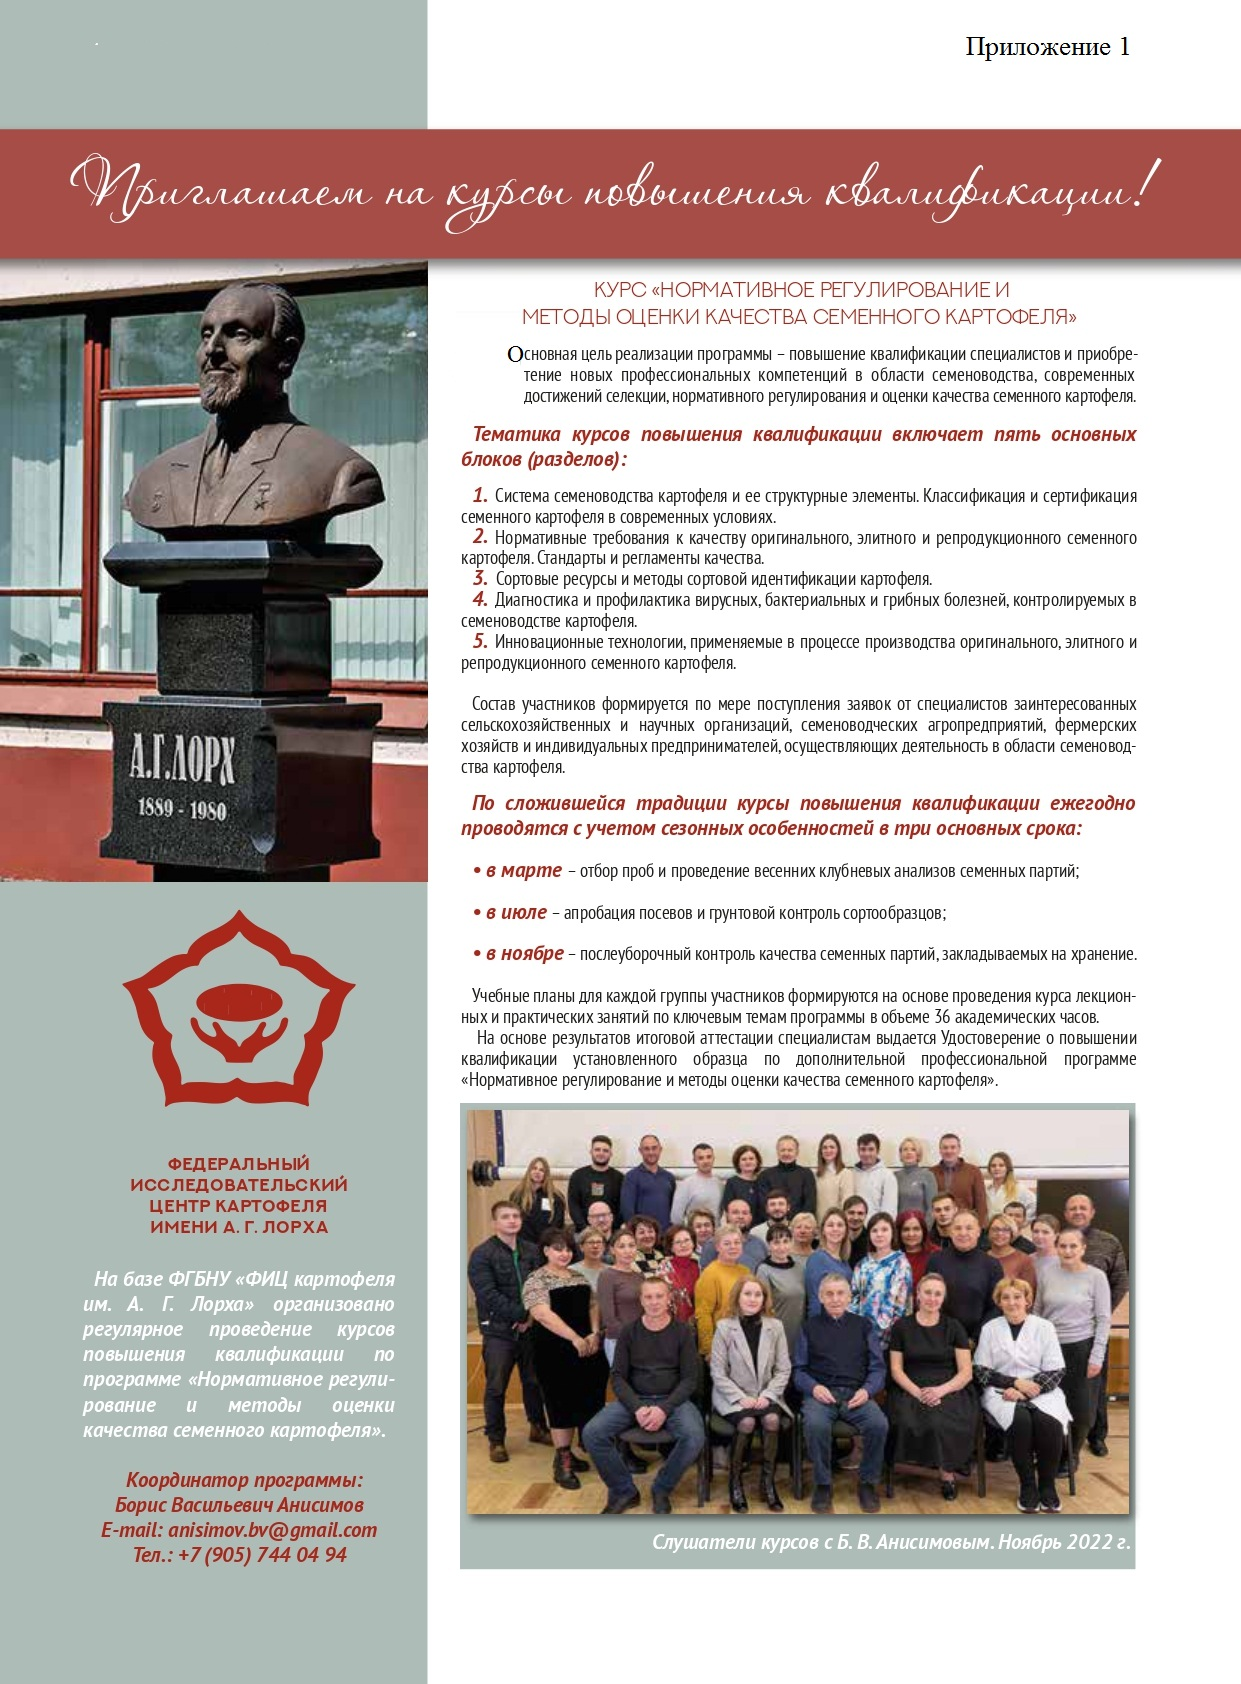 Приложение 1
Приглашаем на курсы повышения квалификации!
КУРС «НОРМАТИВНОЕ РЕГУЛИРОВАНИЕ И
МЕТОДЫ ОЦЕНКИ КАЧЕСТВА СЕМЕННОГО КАРТОФЕЛЯ»
Основная цель реализации программы – повышение квалификации специалистов и приобре-
тение новых профессиональных компетенций в области семеноводства, современных
достижений селекции, нормативного регулирования и оценки качества семенного картофеля.
Тематика курсов повышения квалификации включает пять основных
блоков (разделов):
1. Система семеноводства картофеля и ее структурные элементы. Классификация и сертификация
семенного картофеля в современных условиях.
2. Нормативные требования к качеству оригинального, элитного и репродукционного семенного
картофеля. Стандарты и регламенты качества.
3. Сортовые ресурсы и методы сортовой идентификации картофеля.
4. Диагностика и профилактика вирусных, бактериальных и грибных болезней, контролируемых в
семеноводстве картофеля.
5. Инновационные технологии, применяемые в процессе производства оригинального, элитного и
репродукционного семенного картофеля.
Состав участников формируется по мере поступления заявок от специалистов заинтересованных
сельскохозяйственных и научных организаций, семеноводческих агропредприятий, фермерских
хозяйств и индивидуальных предпринимателей, осуществляющих деятельность в области семеновод-
ства картофеля.
По сложившейся традиции курсы повышения квалификации ежегодно
проводятся с учетом сезонных особенностей в три основных срока:
• в марте – отбор проб и проведение весенних клубневых анализов семенных партий;
• в июле – апробация посевов и грунтовой контроль сортообразцов;
• в ноябре – послеуборочный контроль качества семенных партий, закладываемых на хранение.
Учебные планы для каждой группы участников формируются на основе проведения курса лекцион-
ных и практических занятий по ключевым темам программы в объеме 36 академических часов.
На основе результатов итоговой аттестации специалистам выдается Удостоверение о повышении
квалификации установленного образца по дополнительной профессиональной программе
«Нормативное регулирование и методы оценки качества семенного картофеля».
Слушатели курсов с Б. В. Анисимовым. Ноябрь 2022 г.
А.Г.ЛОРХ
1889 - 1980
ФЕДЕРАЛЬНЫЙ
ИССЛЕДОВАТЕЛЬСКИЙ
ЦЕНТР КАРТОФЕЛЯ
ИМЕНИ А. Г. ЛОРХА
На базе ФГБНУ «ФИЦ картофеля
им. А. Г. Лорха» организовано
регулярное проведение курсов
повышения квалификации по
программе «Нормативное регули-
рование и методы оценки
качества семенного картофеля».
Координатор программы:
Борис Васильевич Анисимов
E-mail: anisimov.bv@gmail.com
Тел.: +7 (905) 744 04 94